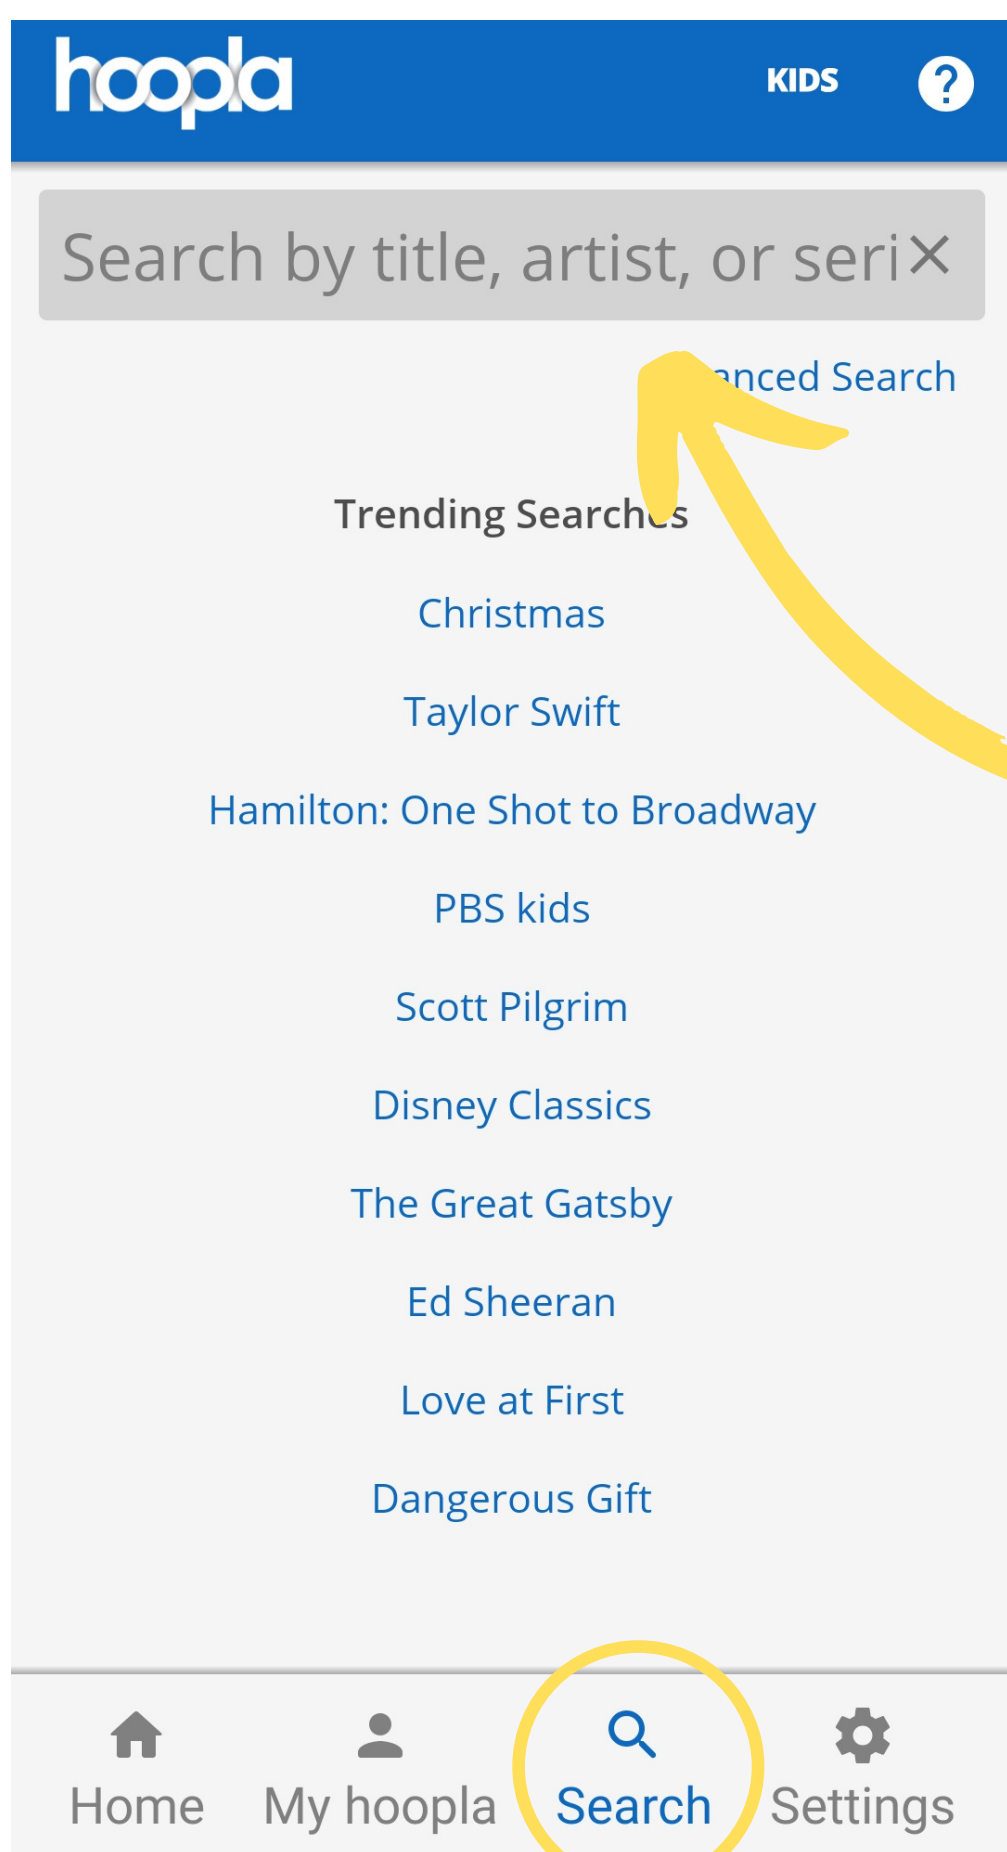 hoopla
KIDS ?
Search by title, artist, or seri
anced Search
Trending Searches
Christmas
Taylor Swift
Hamilton: One Shot to Broadway
PBS kids
Scott Pilgrim
Disney Classics
The Great Gatsby
Ed Sheeran
Love at First
Dangerous Gift
Home My hoopla Search Settings